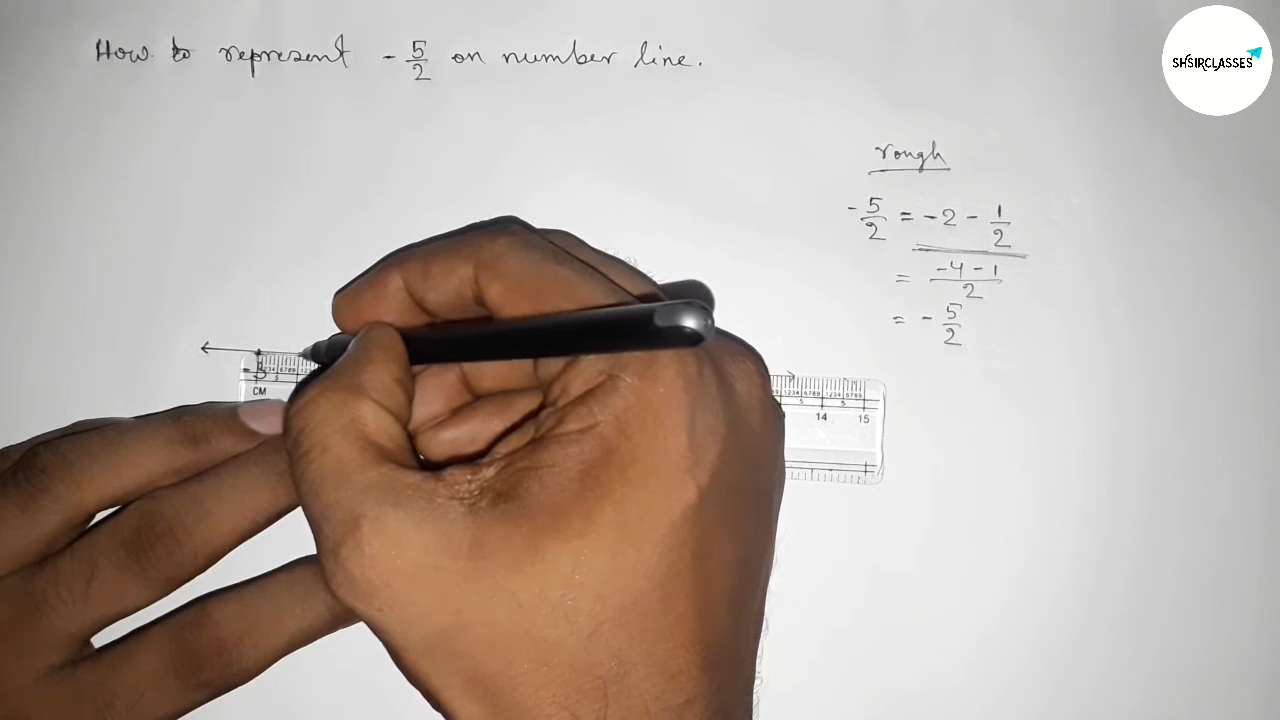 How to represent - 5/2 on number line.
SHSIRCLASSES
rough
- 5/2 = -2 - 1/2
= -4 - 1 / 2
= - 5/2
CM
14 15